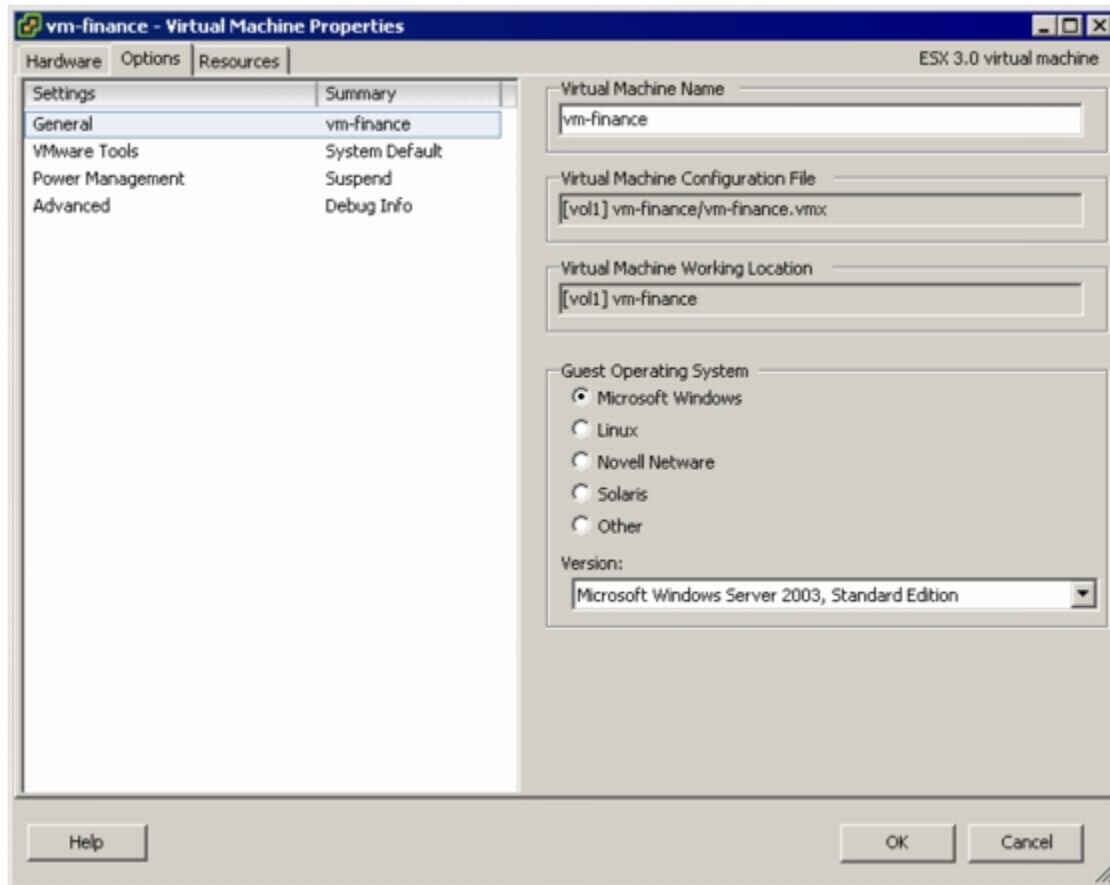 vm-finance - Virtual Machine Properties
Hardware Options Resources ESX 3.0 virtual machine
Settings Summary
General vm-finance
VMware Tools System Default
Power Management Suspend
Advanced Debug Info
Virtual Machine Name
vm-finance
Virtual Machine Configuration File
[vol1] vm-finance/vm-finance.vmx
Virtual Machine Working Location
[vol1] vm-finance
Guest Operating System
Microsoft Windows
Linux
Novell Netware
Solaris
Other
Version:
Microsoft Windows Server 2003, Standard Edition
Help OK Cancel